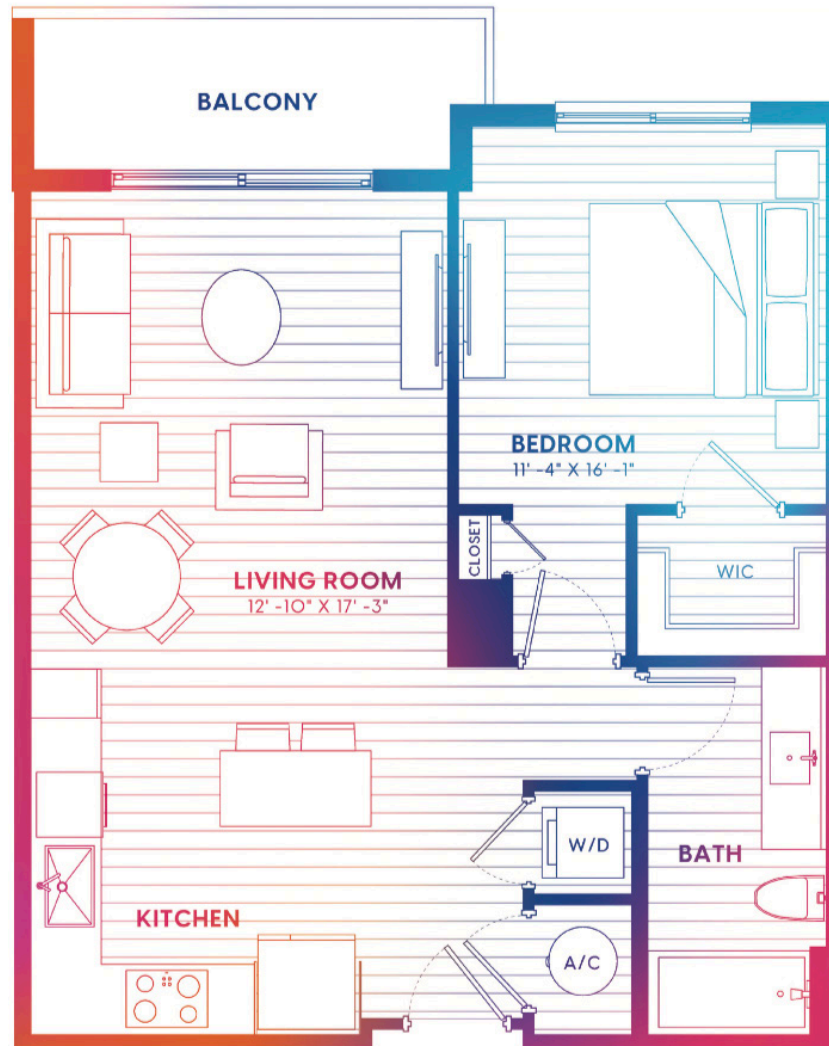 BALCONY
BEDROOM
11' -4" X 16' -1"
CLOSET
WIC
LIVING ROOM
12' -10" X 17' -3"
W/D
BATH
KITCHEN
A/C